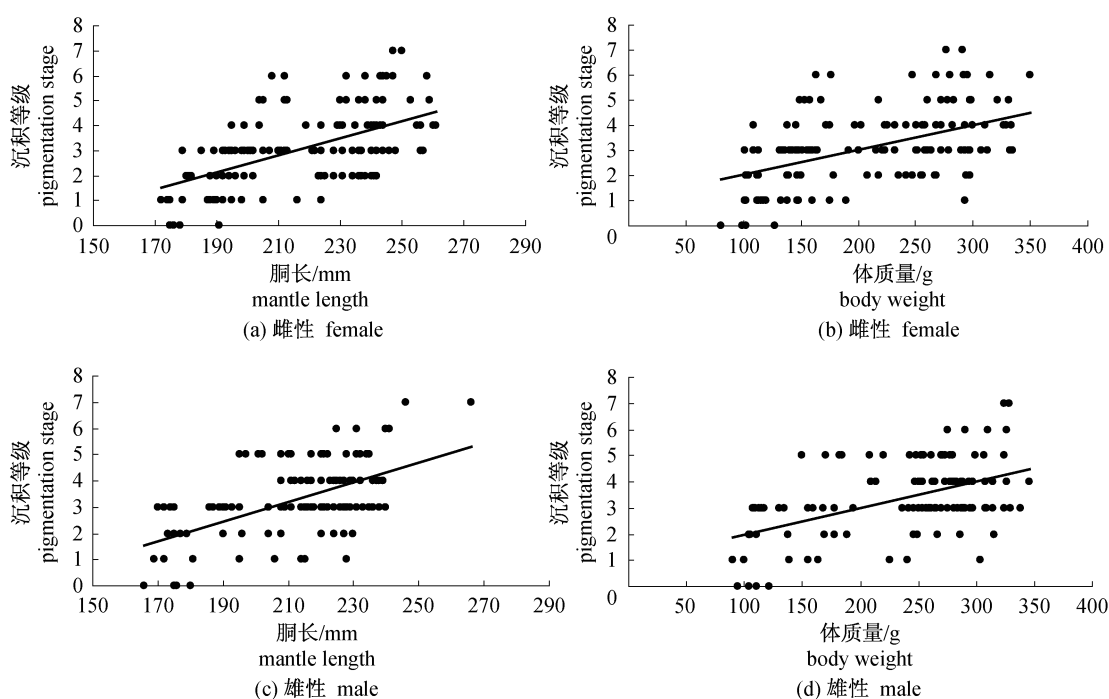 沉积等级
pigmentation stage
8
7
6
5
4
3
2
1
0
150 170 190 210 230 250 270 290
胴长/mm
mantle length
(a) 雌性 female
沉积等级
pigmentation stage
8
7
6
5
4
3
2
1
0
50 100 150 200 250 300 350 400
体质量/g
body weight
(b) 雌性 female
沉积等级
pigmentation stage
8
7
6
5
4
3
2
1
0
150 170 190 210 230 250 270 290
胴长/mm
mantle length
(c) 雄性 male
沉积等级
pigmentation stage
8
7
6
5
4
3
2
1
0
50 100 150 200 250 300 350 400
体质量/g
body weight
(d) 雄性 male